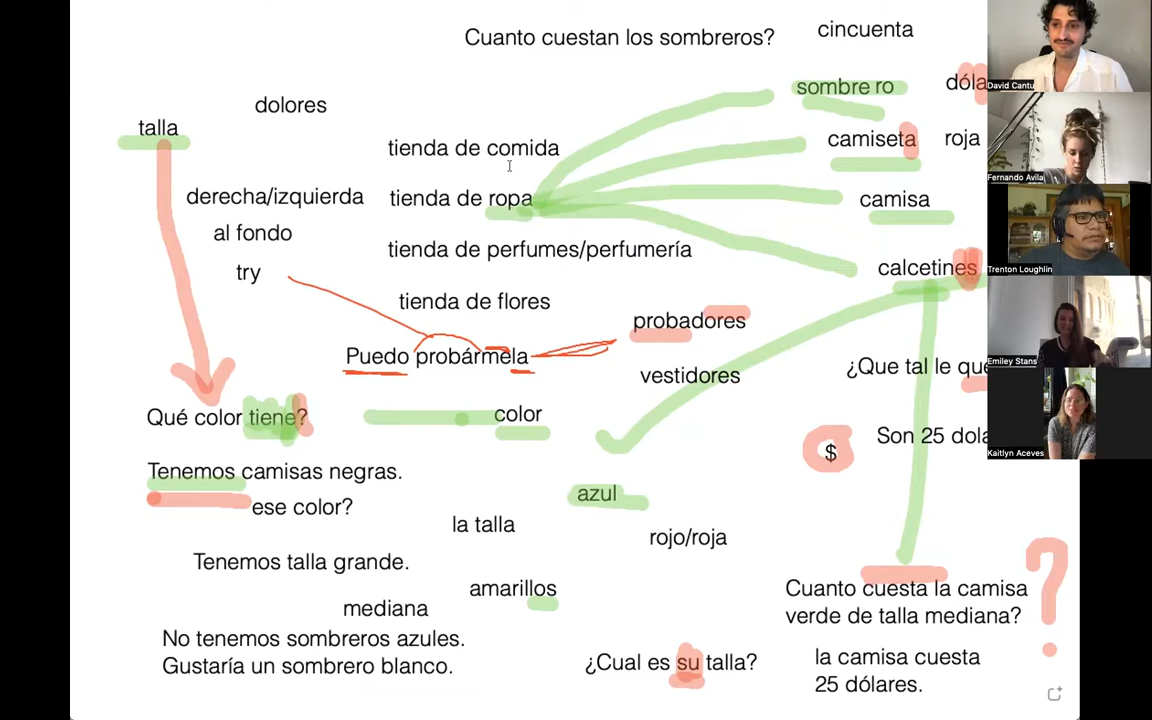 Cuanto cuestan los sombreros?
cincuenta
sombre ro
dóla
dolores
talla
camiseta
roja
tienda de comida
derecha/izquierda
tienda de ropa
camisa
al fondo
tienda de perfumes/perfumería
try
calcetines
tienda de flores
probadores
Puedo probármela
vestidores
¿Que tal le que
Qué color tiene?
color
Son 25 dola
$
Tenemos camisas negras.
ese color?
azul
la talla
rojo/roja
Tenemos talla grande.
amarillos
Cuanto cuesta la camisa
verde de talla mediana?
?
mediana
No tenemos sombreros azules.
Gustaría un sombrero blanco.
¿Cual es su talla?
la camisa cuesta
25 dólares.
David Cantu
Fernando Avila
Trenton Loughlin
Emiley Stans
Kaitlyn Aceves